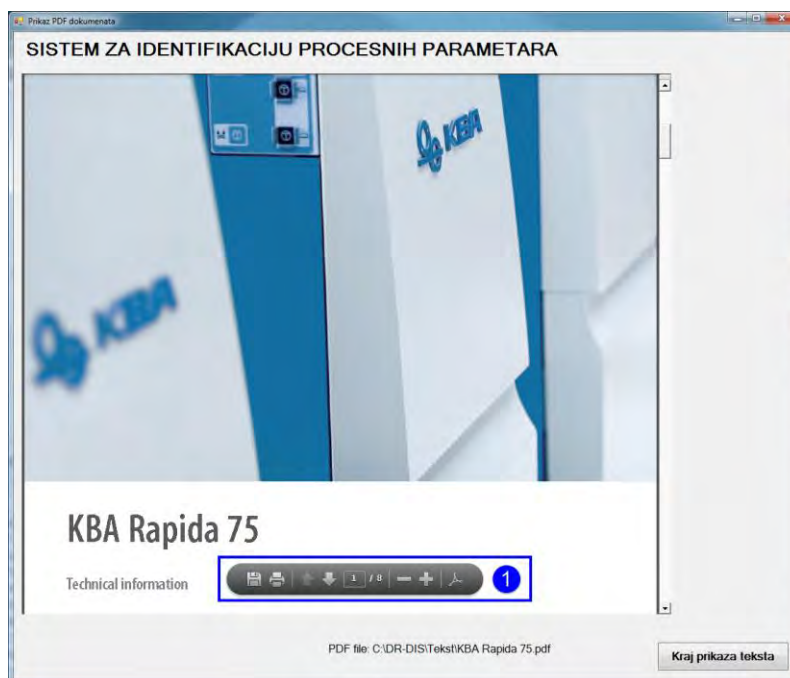 Prikaz PDF dokumenata
SISTEM ZA IDENTIFIKACIJU PROCESNIH PARAMETARA
KBA
KBA
KBA Rapida 75
Technical information
1 / 8
1
PDF file: C:\DR-DIS\Tekst\KBA Rapida 75.pdf
Kraj prikaza teksta